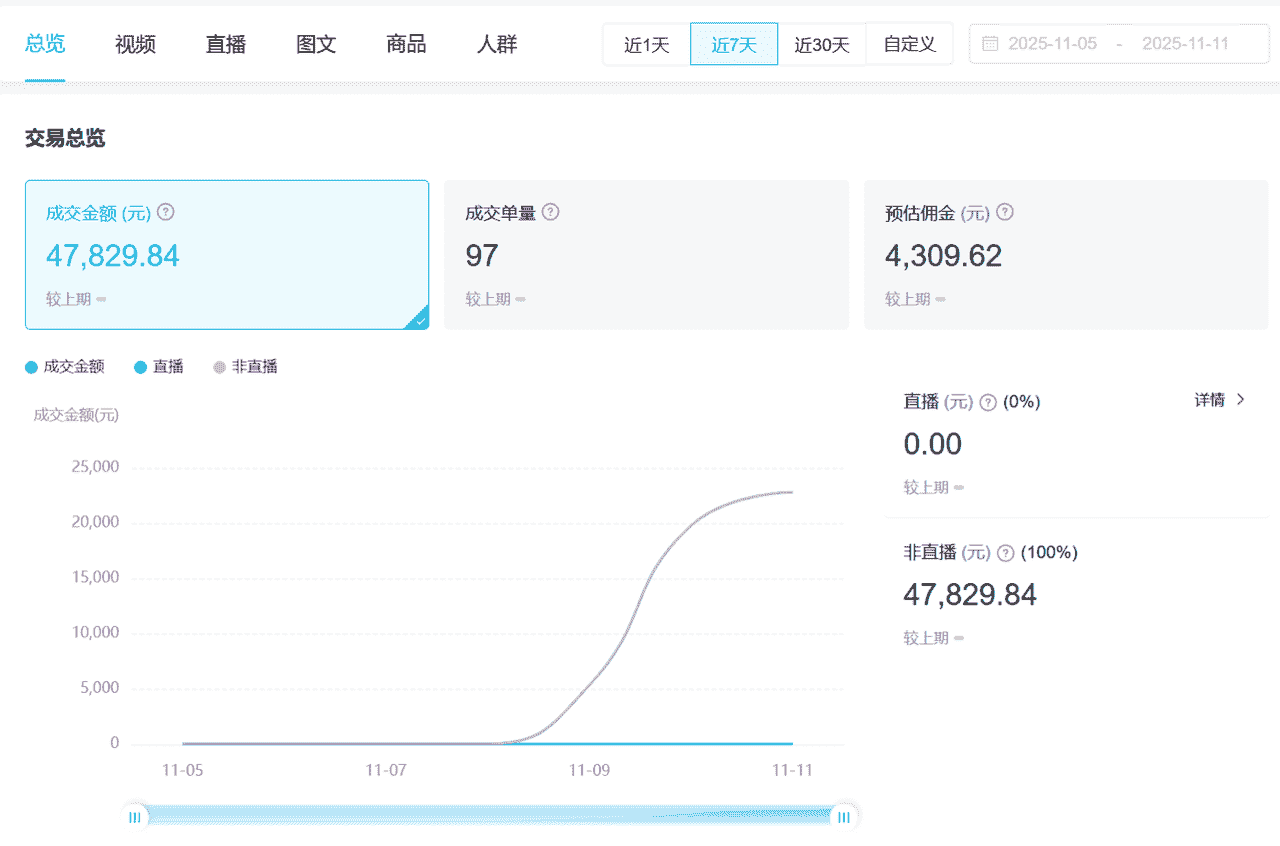 总览 视频 直播 图文 商品 人群 近1天 近7天 近30天 自定义 2025-11-05 - 2025-11-11
交易总览
成交金额 (元) ? 成交单量 ? 预估佣金 (元) ?
47,829.84 97 4,309.62
较上期 较上期 较上期
成交金额 直播 非直播
直播 (元) ? (0%) 详情 >
成交金额(元)
0.00
25,000
较上期
20,000
非直播 (元) ? (100%)
15,000
47,829.84
10,000
较上期
5,000
0
11-05 11-07 11-09 11-11